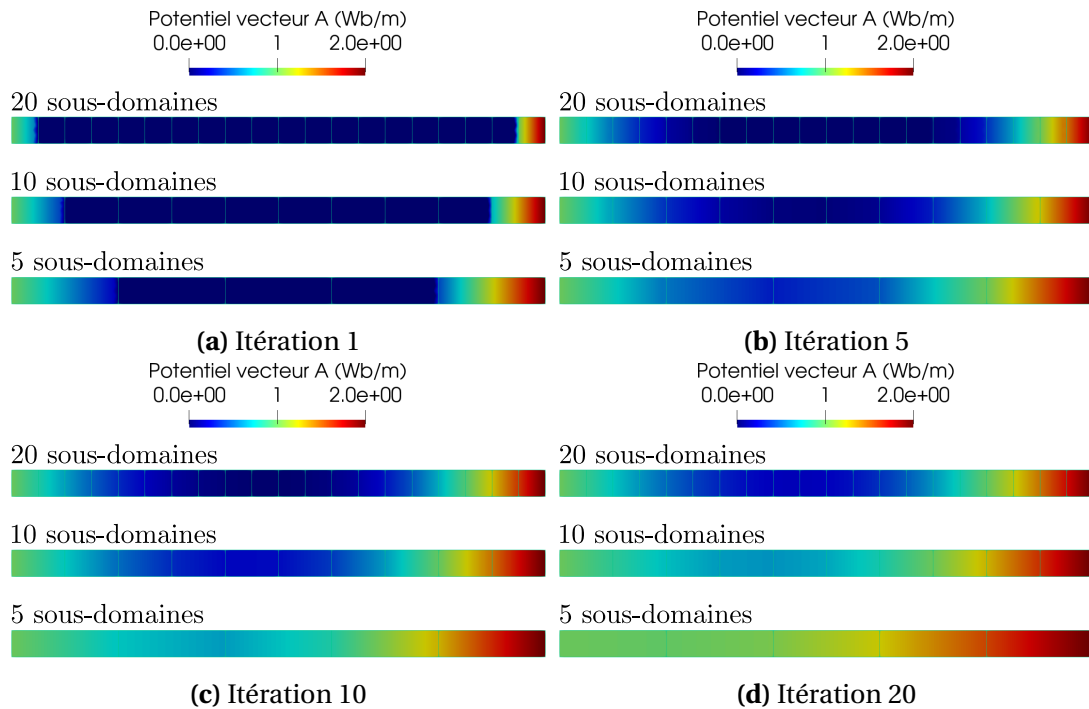 Potentiel vecteur A (Wb/m)
0.0e+00 1 2.0e+00
20 sous-domaines
10 sous-domaines
5 sous-domaines
(a) Itération 1
Potentiel vecteur A (Wb/m)
0.0e+00 1 2.0e+00
20 sous-domaines
10 sous-domaines
5 sous-domaines
(b) Itération 5
Potentiel vecteur A (Wb/m)
0.0e+00 1 2.0e+00
20 sous-domaines
10 sous-domaines
5 sous-domaines
(c) Itération 10
Potentiel vecteur A (Wb/m)
0.0e+00 1 2.0e+00
20 sous-domaines
10 sous-domaines
5 sous-domaines
(d) Itération 20